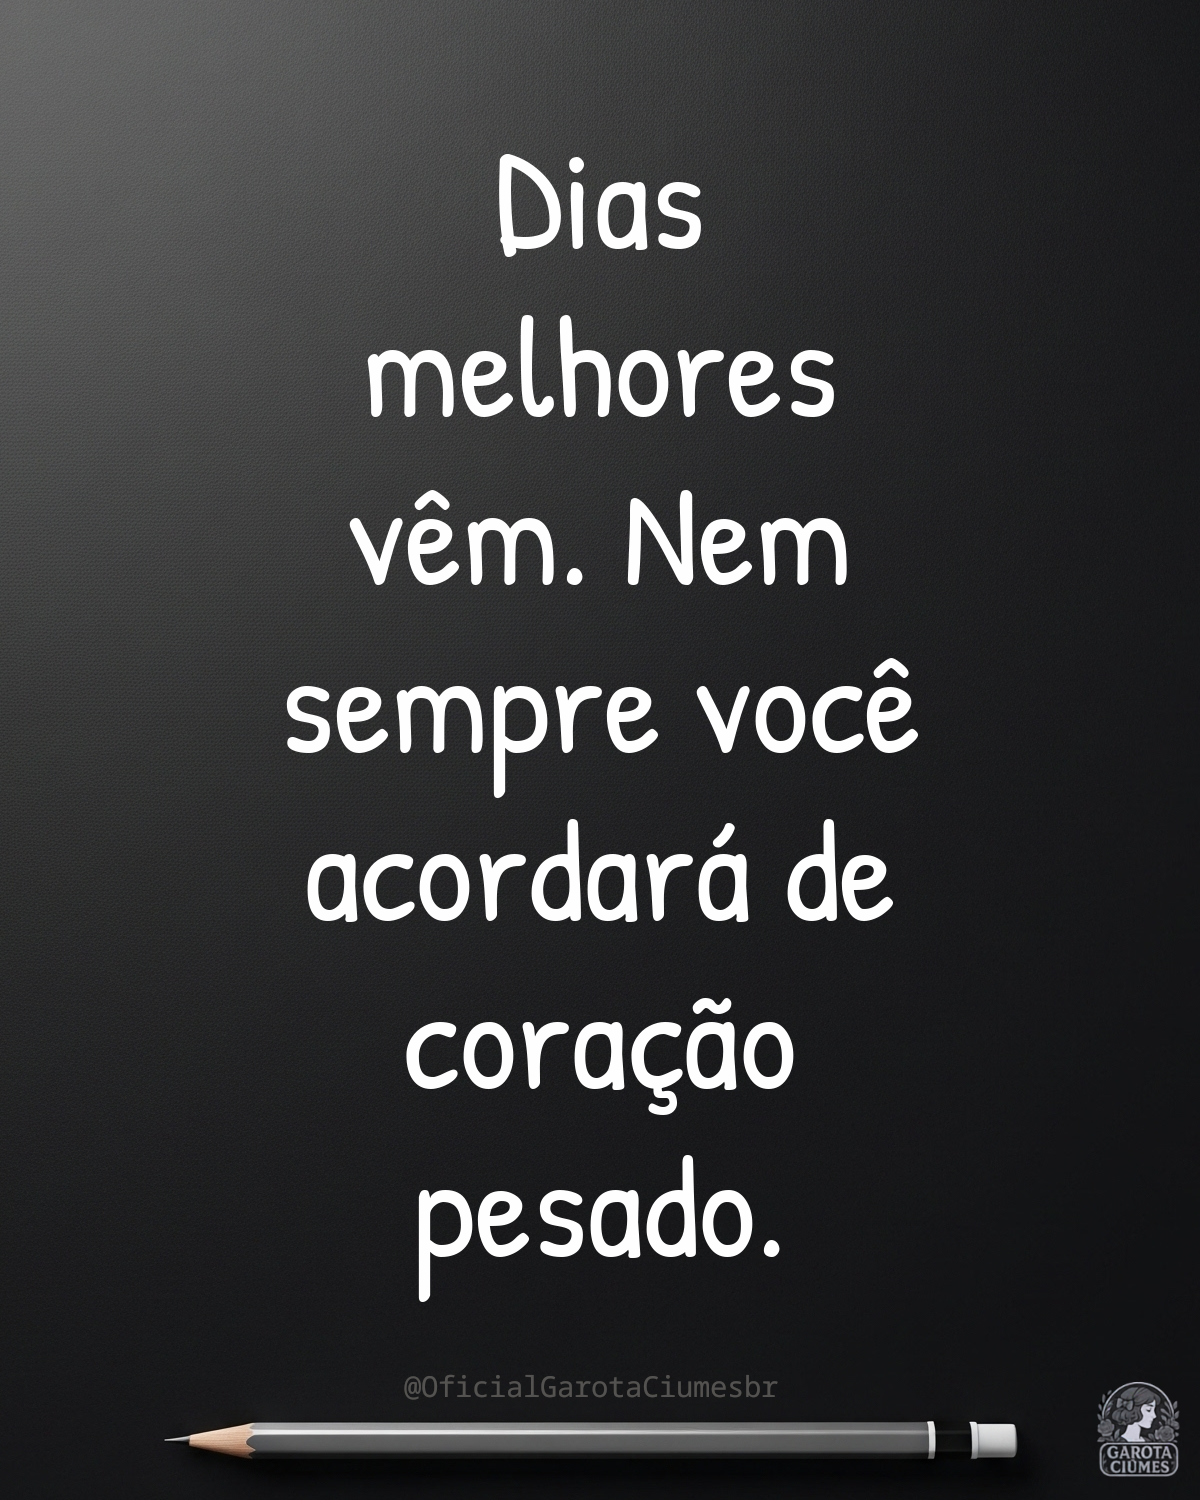 Dias
melhores
vêm. Nem
sempre você
acordará de
coração
pesado.
@OficialGarotaCiumesbr
GAROTA
CIÚMES